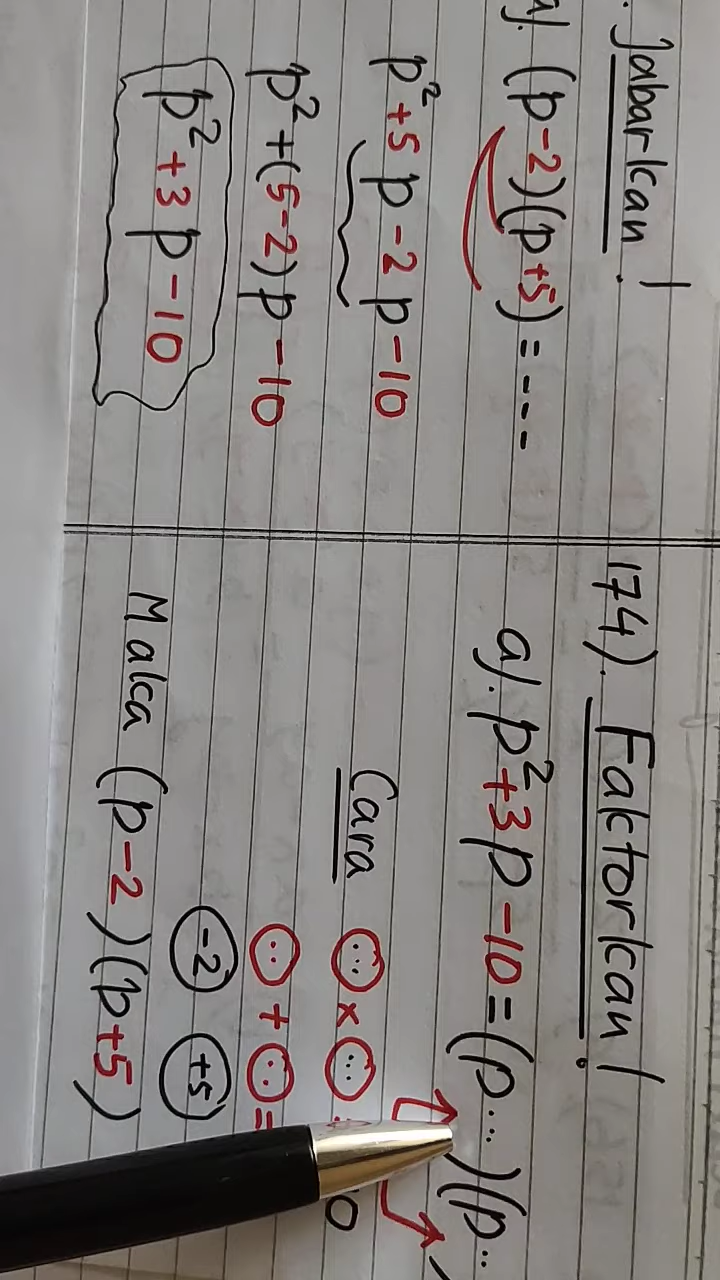 Jabarkan!
a). (p-2)(p+5)=---
p²+5p-2p-10
p²+(5-2)p-10
p²+3p-10
174). Faktorkan!
a). p²+3p-10=(p...)(p..
Cara ... × ...
.. + .. =
-2 +5
Maka (p-2)(p+5)